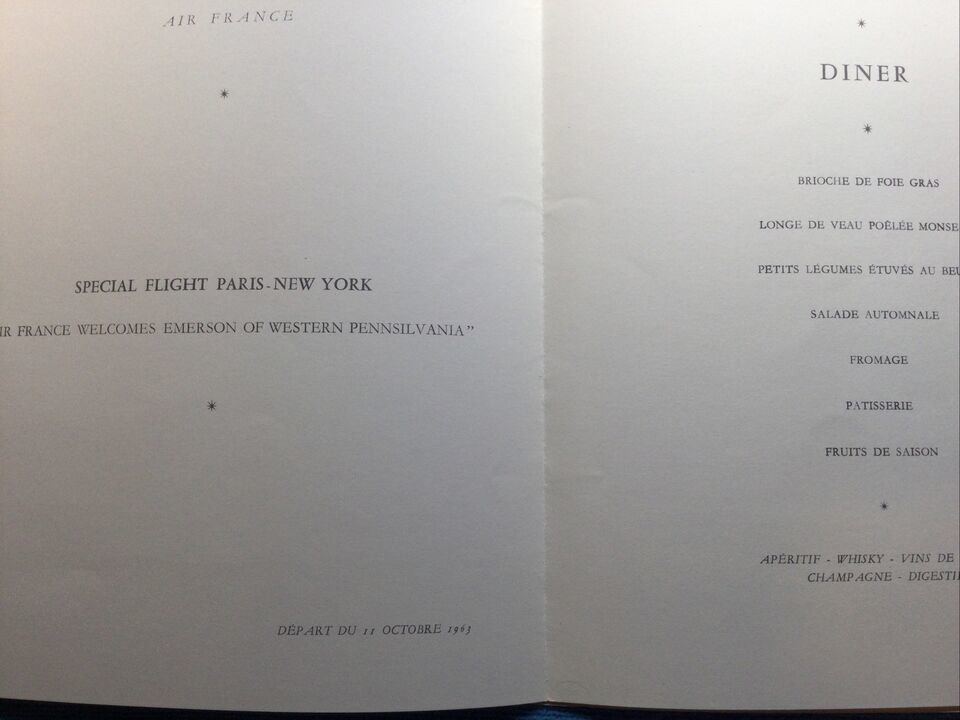 AIR FRANCE
SPECIAL FLIGHT PARIS-NEW YORK
FRANCE WELCOMES EMERSON OF WESTERN PENNSILVANIA"
DÉPART DU 11 OCTOBRE 1963
DINER
BRIOCHE DE FOIE GRAS
LONGE DE VEAU POÊLÉE
PETITS LÉGUMES ÉTUVÉS AU
SALADE AUTOMNALE
FROMAGE
PATISSERIE
FRUITS DE SAISON
APÉRITIF - WHISKY - VINS DE
CHAMPAGNE -